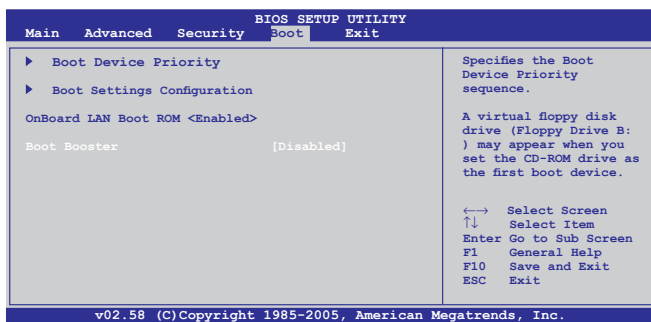 BIOS SETUP UTILITY
Main Advanced Security Boot Exit
Boot Device Priority
Boot Settings Configuration
OnBoard LAN Boot ROM <Enabled>
Boot Booster [Disabled]
Specifies the Boot
Device Priority
sequence.
A virtual floppy disk
drive (Floppy Drive B:
) may appear when you
set the CD-ROM drive as
the first boot device.
←→ Select Screen
↑↓ Select Item
Enter Go to Sub Screen
F1 General Help
F10 Save and Exit
ESC Exit
v02.58 (C)Copyright 1985-2005, American Megatrends, Inc.